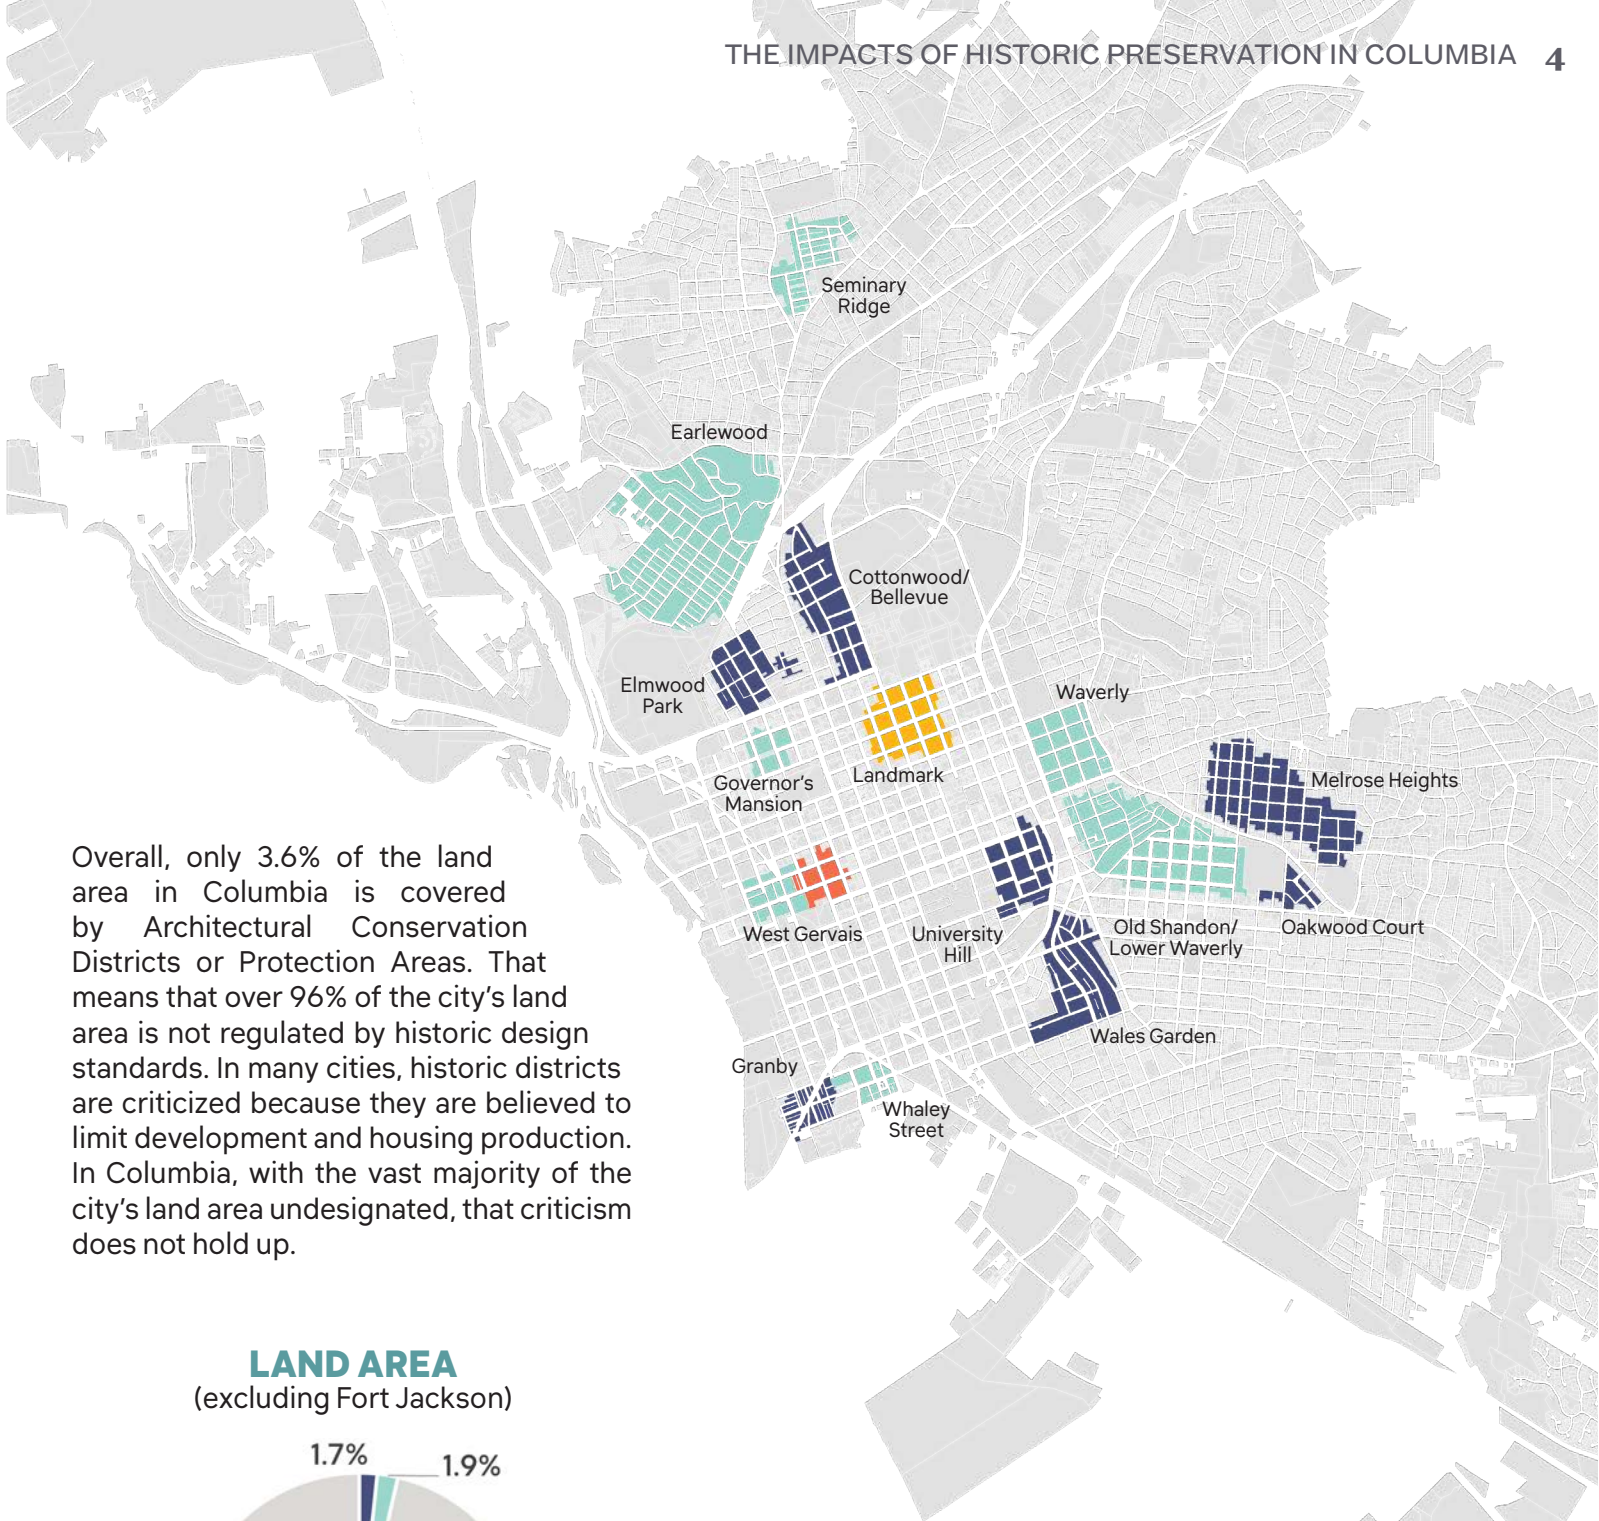 THE IMPACTS OF HISTORIC PRESERVATION IN COLUMBIA 4
Seminary
Ridge
Earlewood
Cottonwood/
Bellevue
Elmwood
Park
Waverly
Governor's
Mansion
Landmark
Melrose Heights
West Gervais
University
Hill
Old Shandon/
Lower Waverly
Oakwood Court
Wales Garden
Granby
Whaley
Street
Overall, only 3.6% of the land
area in Columbia is covered
by Architectural Conservation
Districts or Protection Areas. That
means that over 96% of the city's land
area is not regulated by historic design
standards. In many cities, historic districts
are criticized because they are believed to
limit development and housing production.
In Columbia, with the vast majority of the
city's land area undesignated, that criticism
does not hold up.
LAND AREA
(excluding Fort Jackson)
1.7%
1.9%